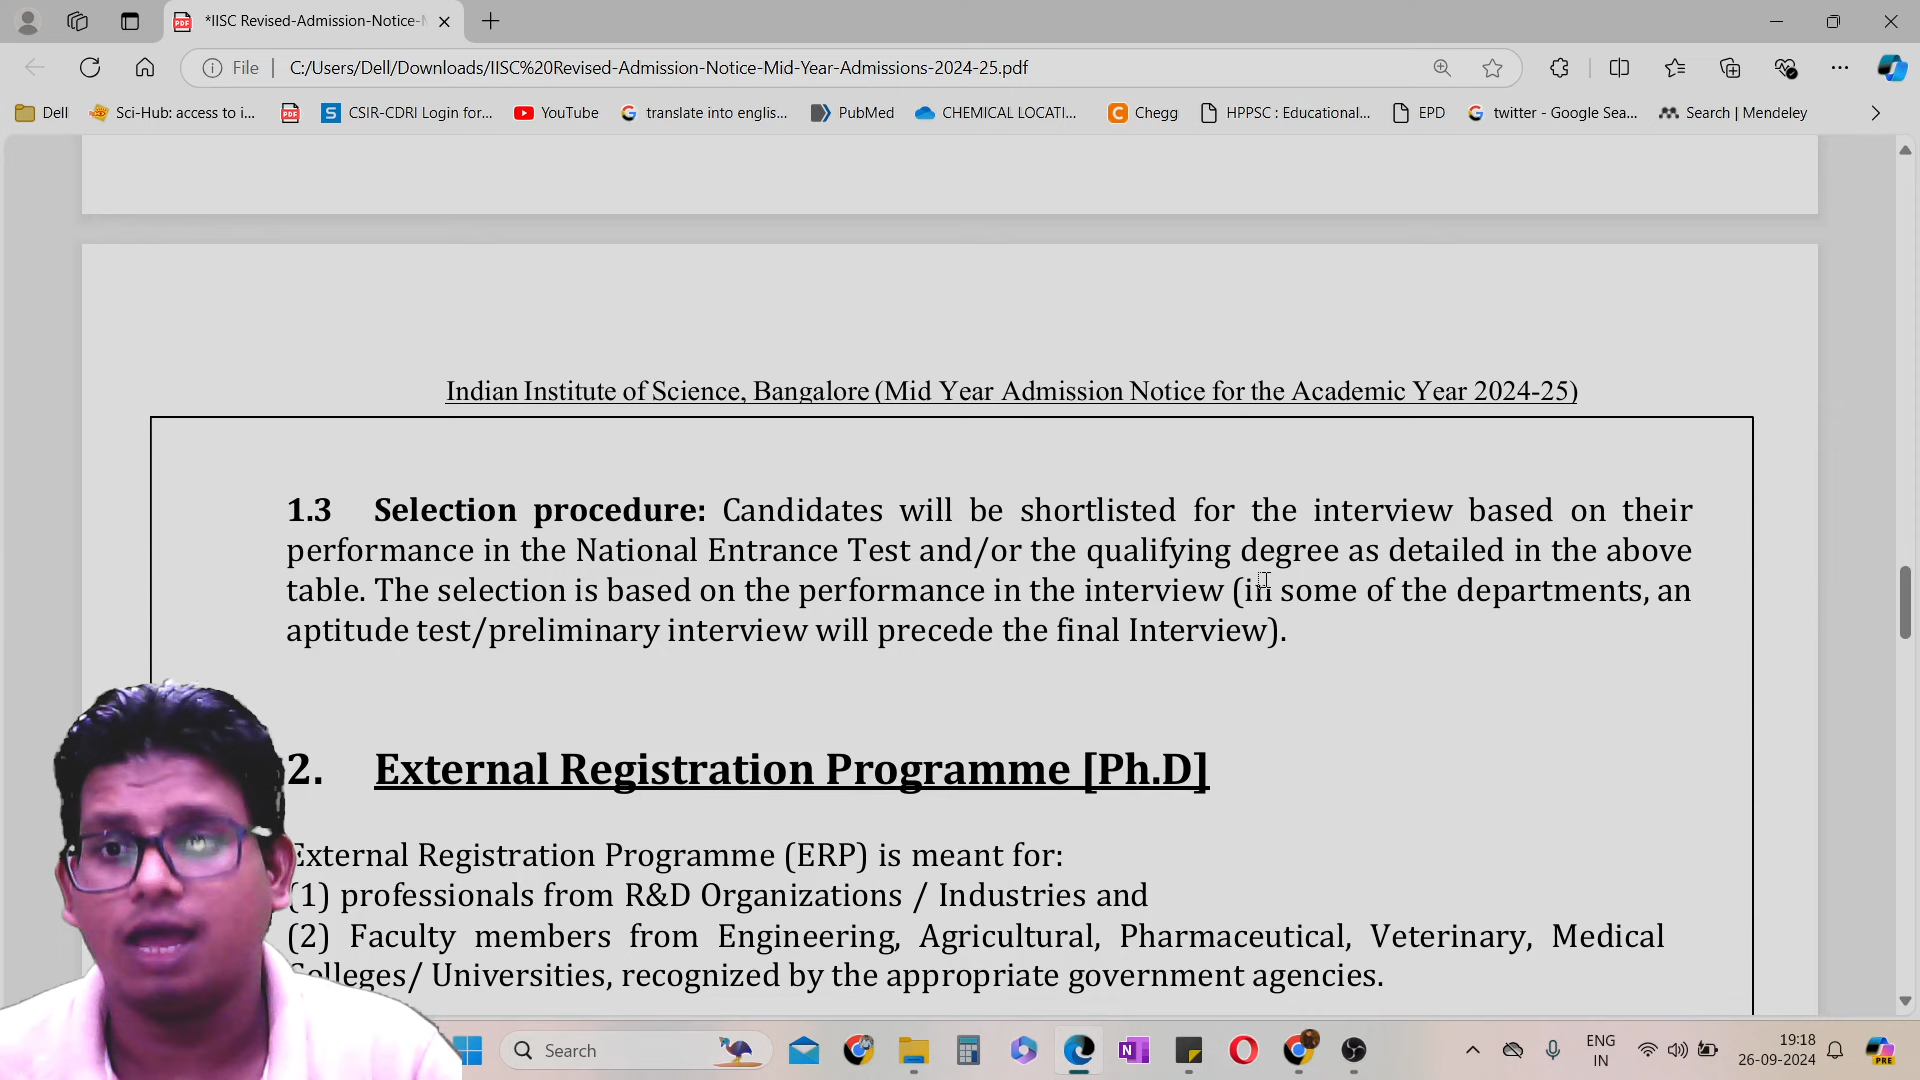 *IISC Revised-Admission-Notice-M
File
C:/Users/Dell/Downloads/IISC%20Revised-Admission-Notice-Mid-Year-Admissions-2024-25.pdf
Dell
Sci-Hub: access to i...
PDF
S
CSIR-CDRI Login for...
YouTube
translate into englis...
PubMed
CHEMICAL LOCATI...
C
Chegg
HPPSC : Educational...
EPD
twitter - Google Sea...
Search | Mendeley
Indian Institute of Science, Bangalore (Mid Year Admission Notice for the Academic Year 2024-25)
1.3 Selection procedure: Candidates will be shortlisted for the interview based on their
performance in the National Entrance Test and/or the qualifying degree as detailed in the above
table. The selection is based on the performance in the interview (in some of the departments, an
aptitude test/preliminary interview will precede the final Interview).
2. External Registration Programme [Ph.D]
External Registration Programme (ERP) is meant for:
(1) professionals from R&D Organizations / Industries and
(2) Faculty members from Engineering, Agricultural, Pharmaceutical, Veterinary, Medical
Colleges/ Universities, recognized by the appropriate government agencies.
Search
ENG
IN
19:18
26-09-2024
PRE